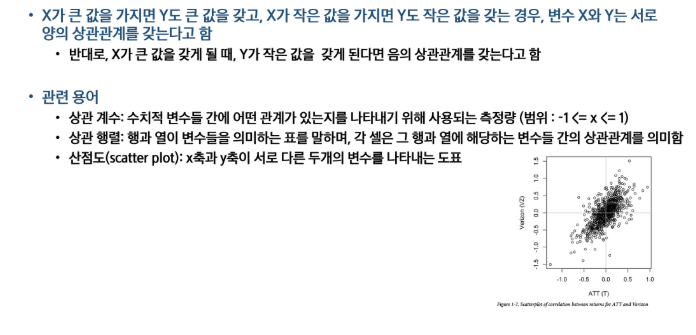 • X가 큰 값을 가지면 Y도 큰 값을 갖고, X가 작은 값을 가지면 Y도 작은 값을 갖는 경우, 변수 X와 Y는 서로
양의 상관관계를 갖는다고 함
• 반대로, X가 큰 값을 갖게 될 때, Y가 작은 값을 갖게 된다면 음의 상관관계를 갖는다고 함
• 관련 용어
• 상관 계수: 수치적 변수들 간에 어떤 관계가 있는지를 나타내기 위해 사용되는 측정량 (범위 : -1 <= x <= 1)
• 상관 행렬: 행과 열이 변수들을 의미하는 표를 말하며, 각 셀은 그 행과 열에 해당하는 변수들 간의 상관관계를 의미함
• 산점도(scatter plot): x축과 y축이 서로 다른 두개의 변수를 나타내는 도표
1.5
1.0
0.5
0.0
-0.5
-1.0
-1.5
Verizon (VZ)
-1.0 -0.5 0.0 0.5 1.0
ATT (T)
Figure 1-7. Scatterplot of correlation between returns for ATT and Verizon